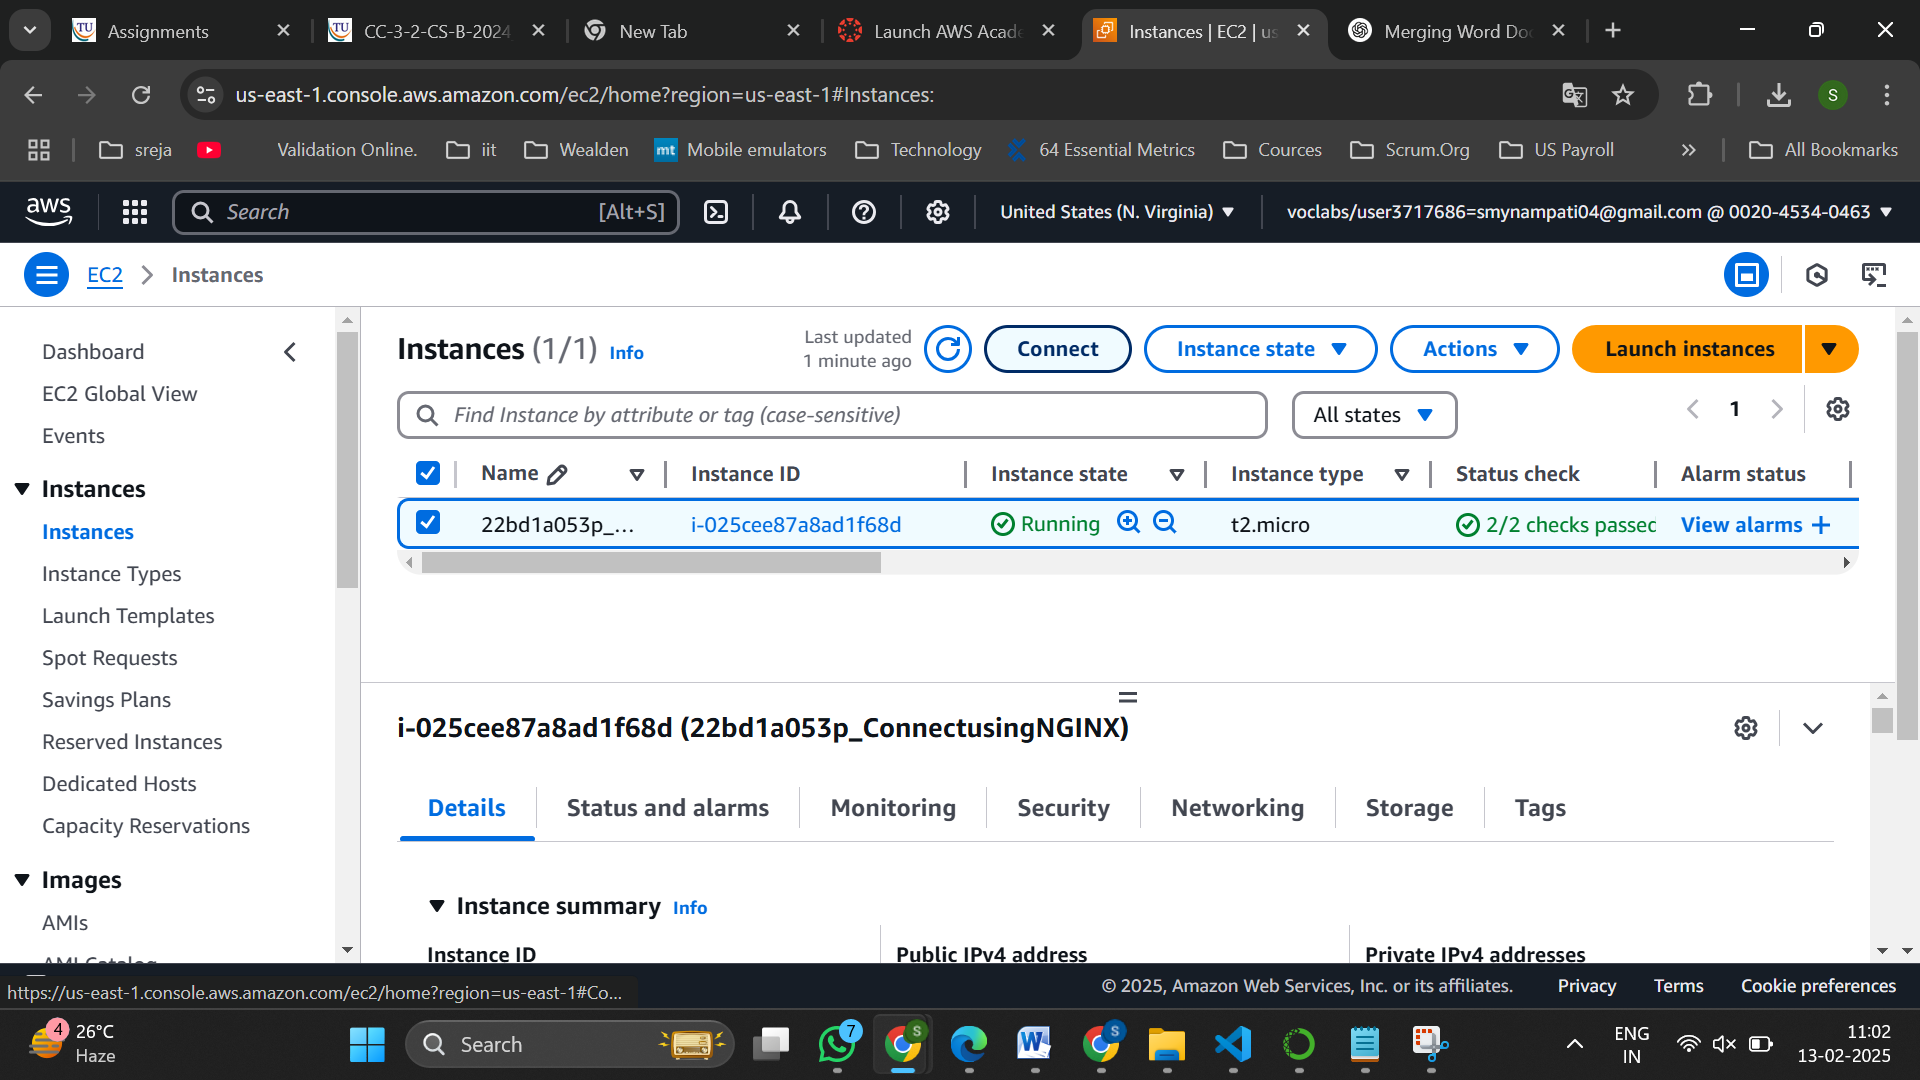 Assignments
CC-3-2-CS-B-2024
New Tab
Launch AWS Acade
Instances | EC2 | us
Merging Word Do
us-east-1.console.aws.amazon.com/ec2/home?region=us-east-1#Instances:
S
sreja
Validation Online.
iit
Wealden
mt Mobile emulators
Technology
64 Essential Metrics
Cources
Scrum.Org
US Payroll
»
All Bookmarks
aws
Search
[Alt+S]
United States (N. Virginia)
voclabs/user3717686=smynampati04@gmail.com @ 0020-4534-0463
EC2 > Instances
Dashboard
EC2 Global View
Events
Instances
Instances
Instance Types
Launch Templates
Spot Requests
Savings Plans
Reserved Instances
Dedicated Hosts
Capacity Reservations
Images
AMIs
AMI Catalog
Instances (1/1) Info
Last updated
1 minute ago
Connect
Instance state
Actions
Launch instances
Find Instance by attribute or tag (case-sensitive)
All states
1
Name
Instance ID
Instance state
Instance type
Status check
Alarm status
22bd1a053p_...
i-025cee87a8ad1f68d
Running
t2.micro
2/2 checks passed
View alarms +
i-025cee87a8ad1f68d (22bd1a053p_ConnectusingNGINX)
Details
Status and alarms
Monitoring
Security
Networking
Storage
Tags
Instance summary Info
Instance ID
Public IPv4 address
Private IPv4 addresses
https://us-east-1.console.aws.amazon.com/ec2/home?region=us-east-1#Co...
© 2025, Amazon Web Services, Inc. or its affiliates.
Privacy
Terms
Cookie preferences
4
26°C
Haze
Search
7
S
S
ENG
IN
11:02
13-02-2025